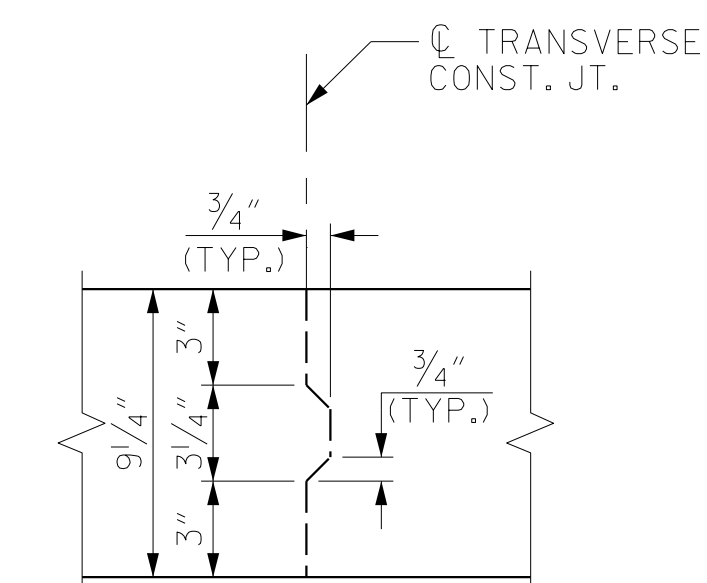 ℄ TRANSVERSE
CONST. JT.
3/4"
(TYP.)
3"
3/4"
(TYP.)
9 1/4"
3 1/4"
3"